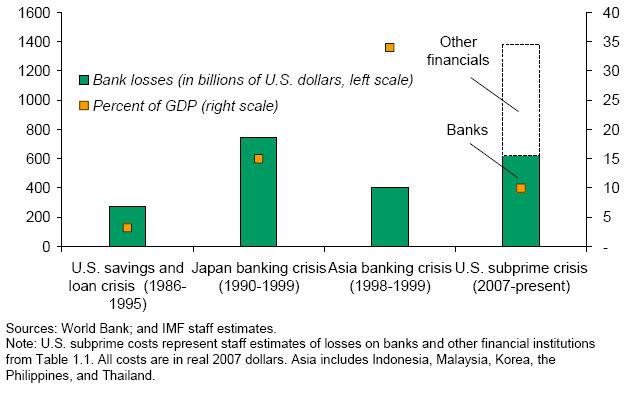 1600
1400
1200
1000
800
600
400
200
0
40
35
30
25
20
15
10
5
-
Bank losses (in billions of U.S. dollars, left scale)
Percent of GDP (right scale)
Other
financials
Banks
U.S. savings and
loan crisis (1986-
1995)
Japan banking crisis
(1990-1999)
Asia banking crisis
(1998-1999)
U.S. subprime crisis
(2007-present)
Sources: World Bank; and IMF staff estimates.
Note: U.S. subprime costs represent staff estimates of losses on banks and other financial institutions
from Table 1.1. All costs are in real 2007 dollars. Asia includes Indonesia, Malaysia, Korea, the
Philippines, and Thailand.